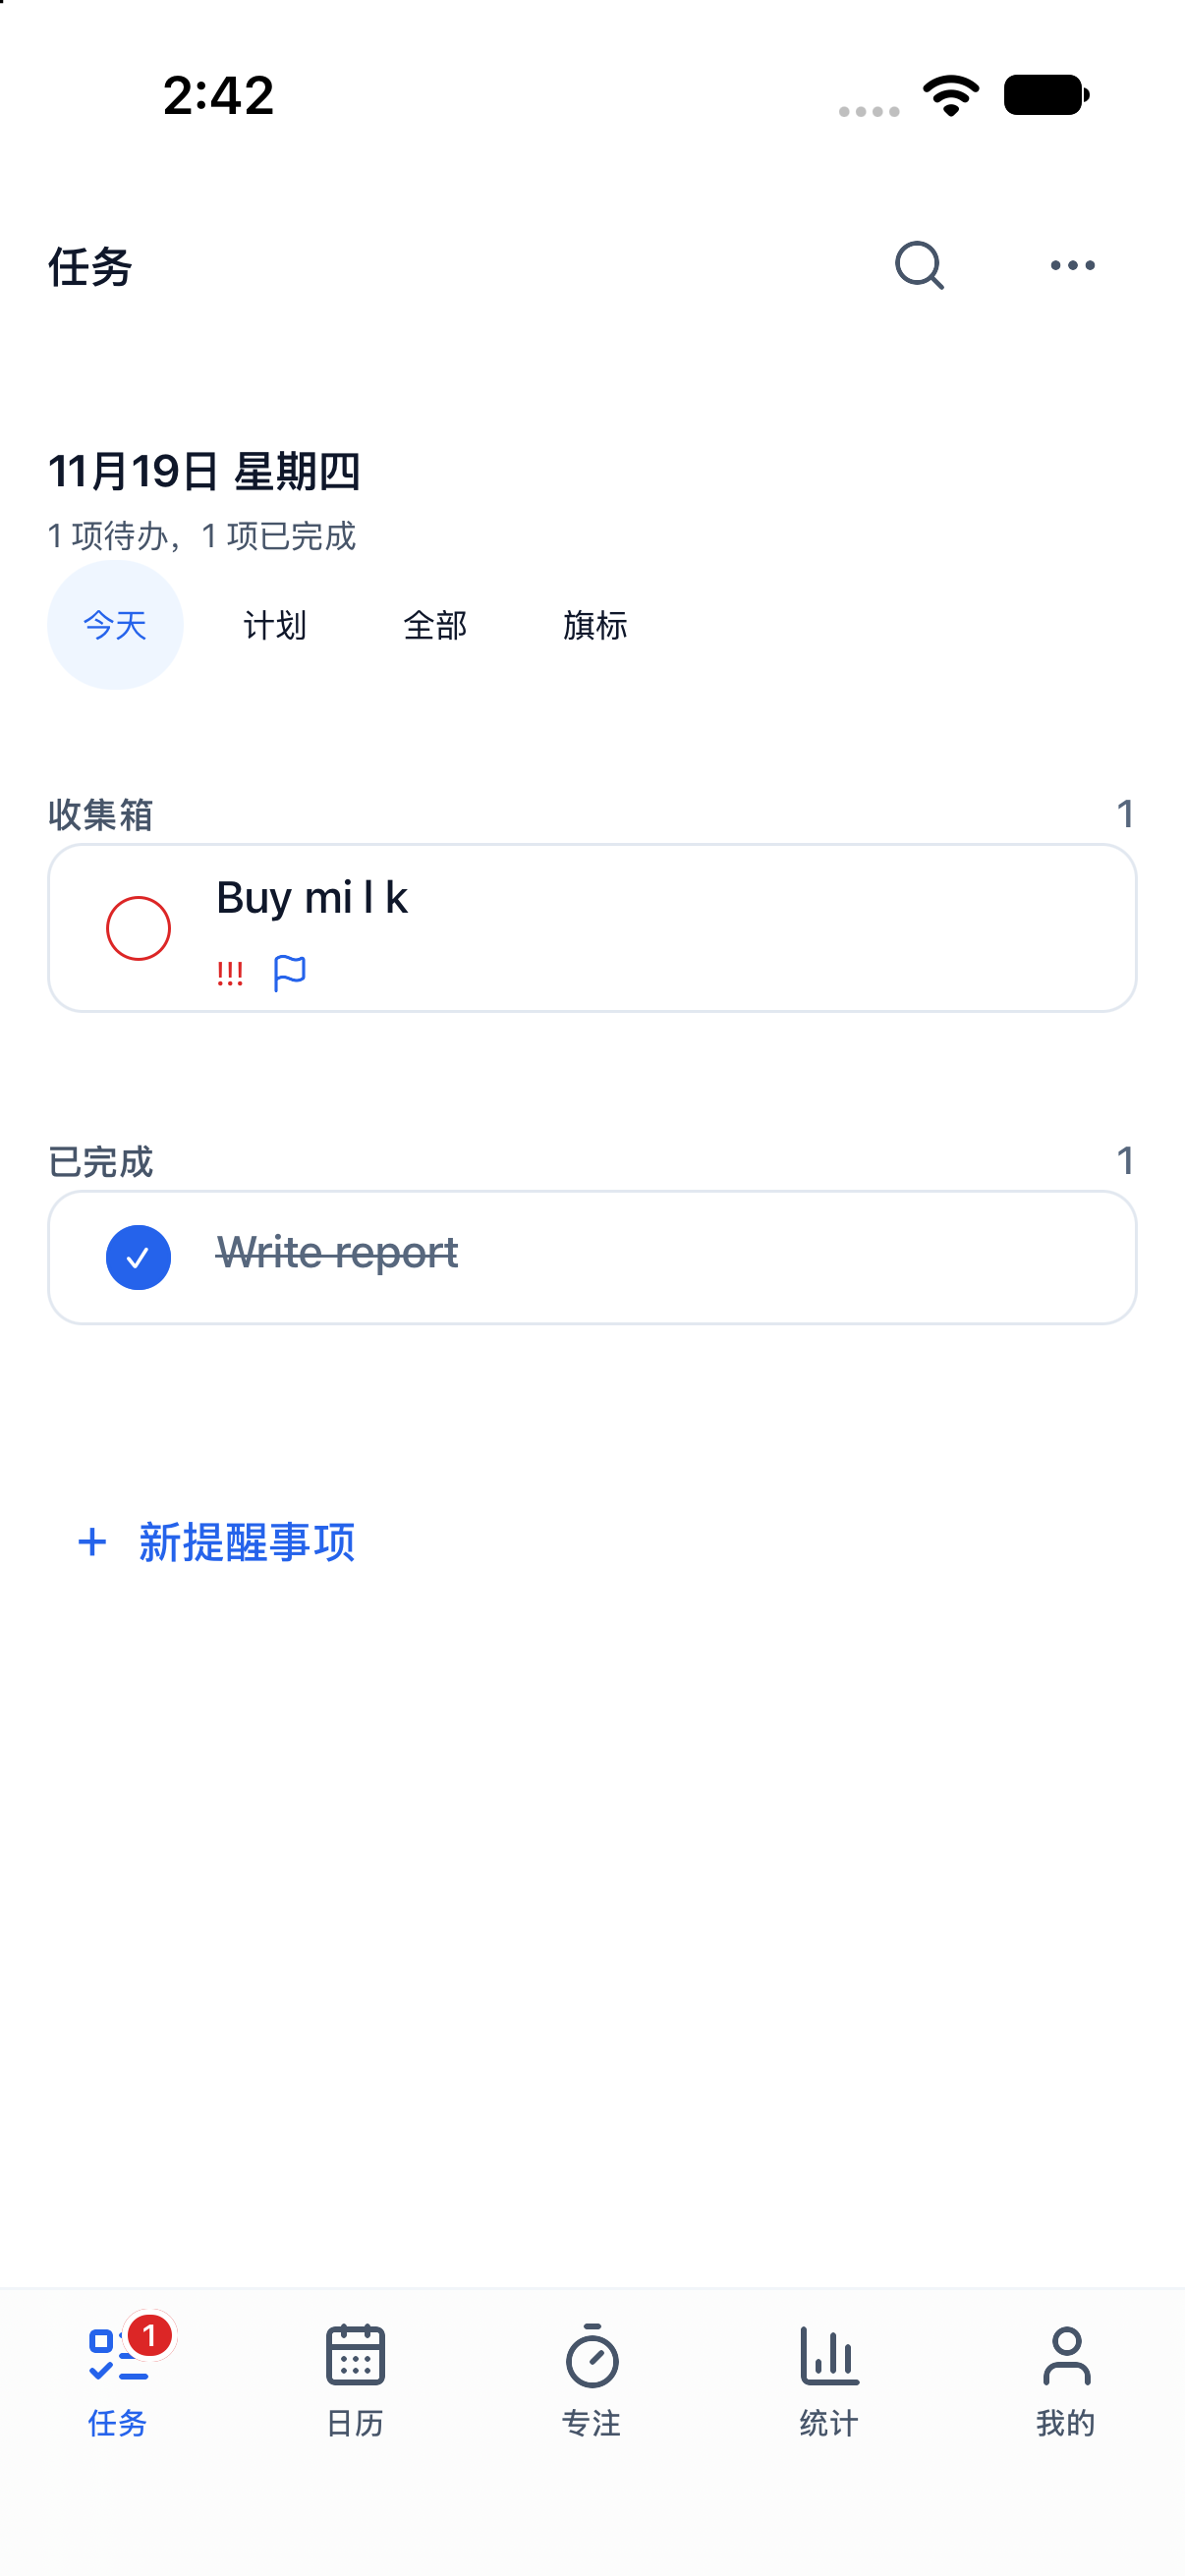 2:42
任务
11月19日 星期四
1 项待办，1 项已完成
今天 计划 全部 旗标
收集箱 1
Buy mi l k
!!!
已完成 1
Write report
+ 新提醒事项
1
任务 日历 专注 统计 我的